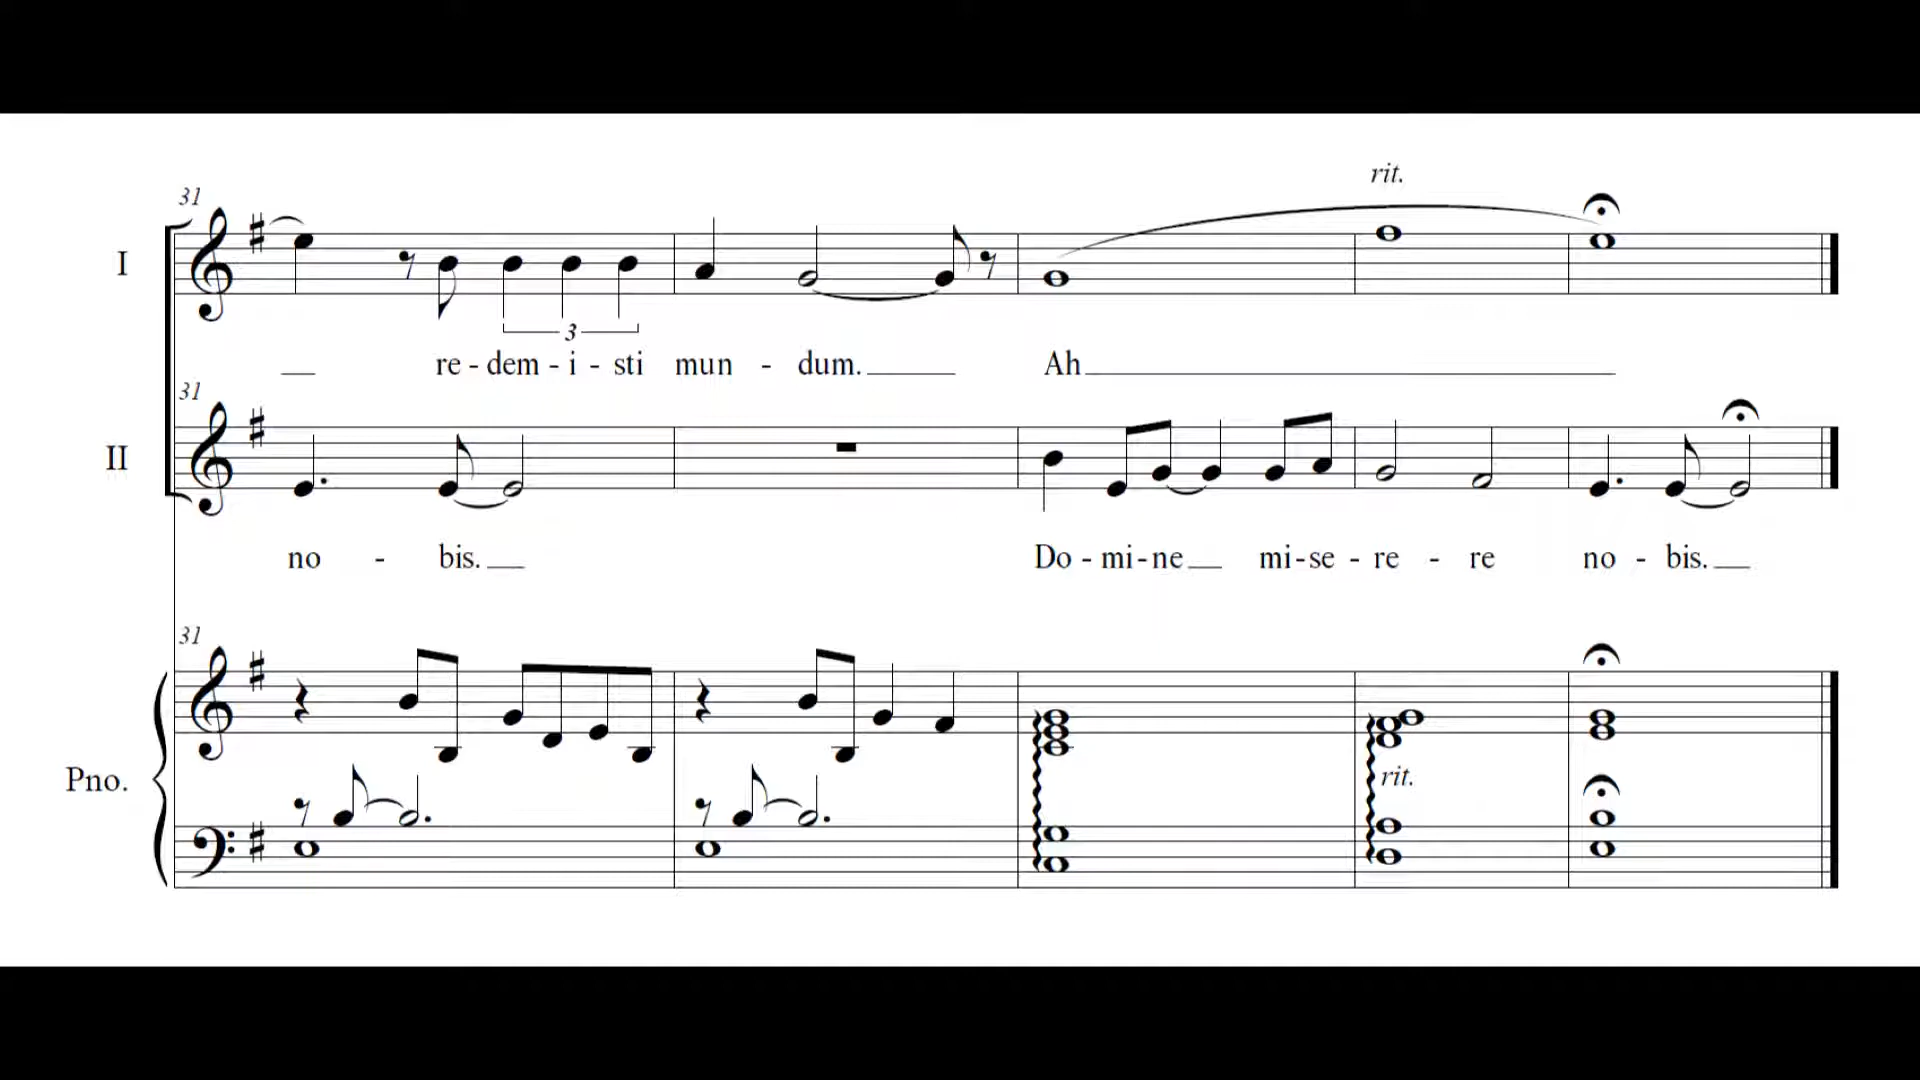 rit.
31
I
3
re - dem - i - sti mun - dum. Ah
31
II
no - bis. Do - mi - ne mi - se - re - re no - bis.
31
Pno.
rit.